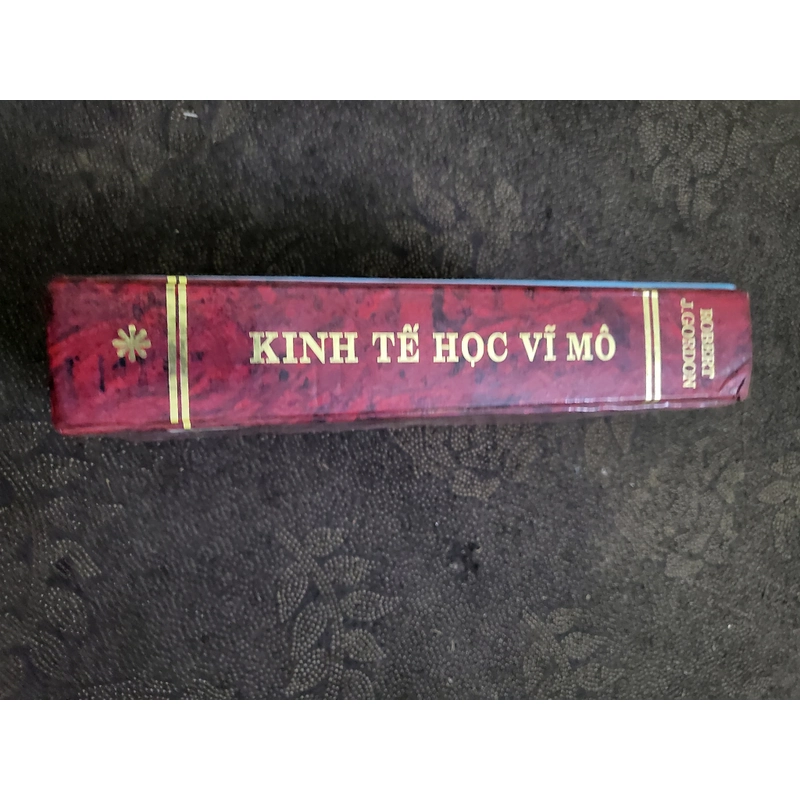 KINH TẾ HỌC VĨ MÔ
ROBERT
J.GORDON